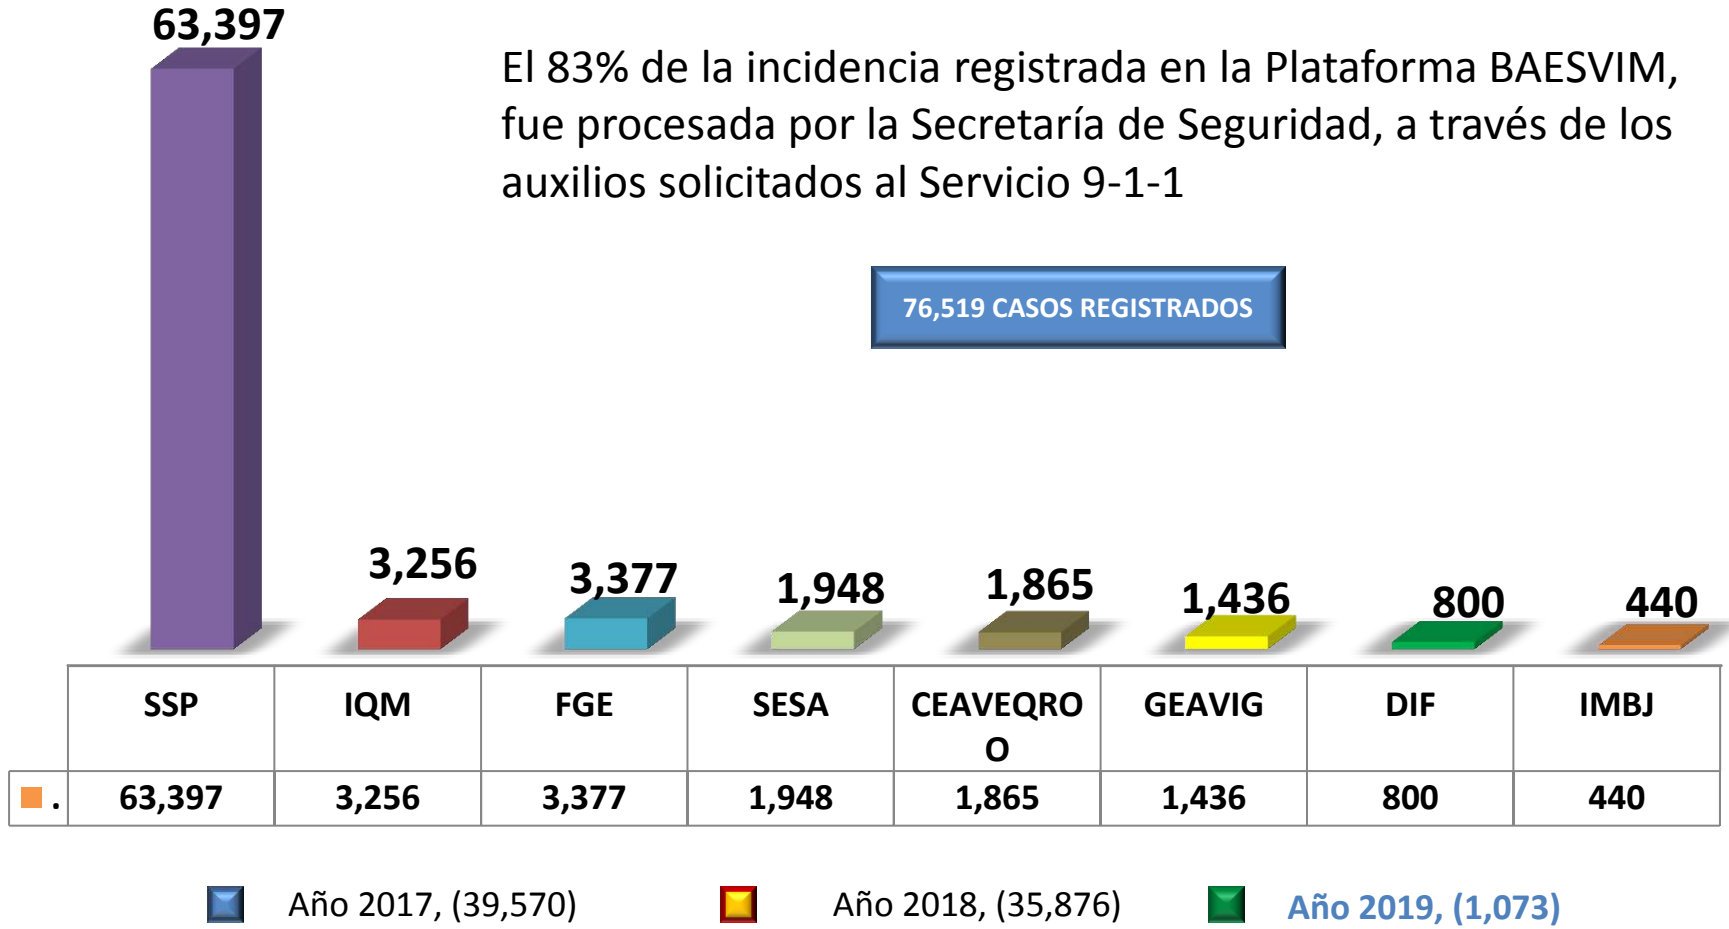 63,397
El 83% de la incidencia registrada en la Plataforma BAESVIM,
fue procesada por la Secretaría de Seguridad, a través de los
auxilios solicitados al Servicio 9-1-1
76,519 CASOS REGISTRADOS
3,256
3,377
1,948
1,865
1,436
800
440
SSP IQM FGE SESA CEAVEQRO GEAVIG DIF IMBJ
O
. 63,397 3,256 3,377 1,948 1,865 1,436 800 440
Año 2017, (39,570) Año 2018, (35,876) Año 2019, (1,073)